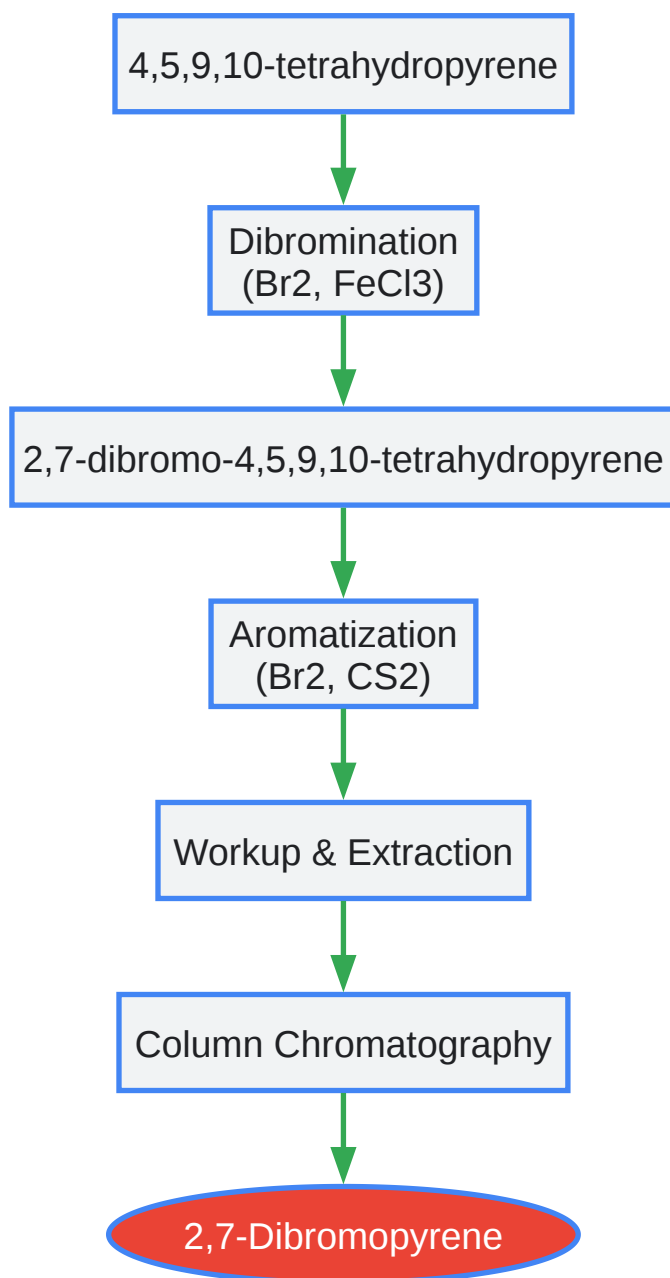 4,5,9,10-tetrahydropyrene
Dibromination
(Br2, FeCl3)
2,7-dibromo-4,5,9,10-tetrahydropyrene
Aromatization
(Br2, CS2)
Workup & Extraction
Column Chromatography
2,7-Dibromopyrene